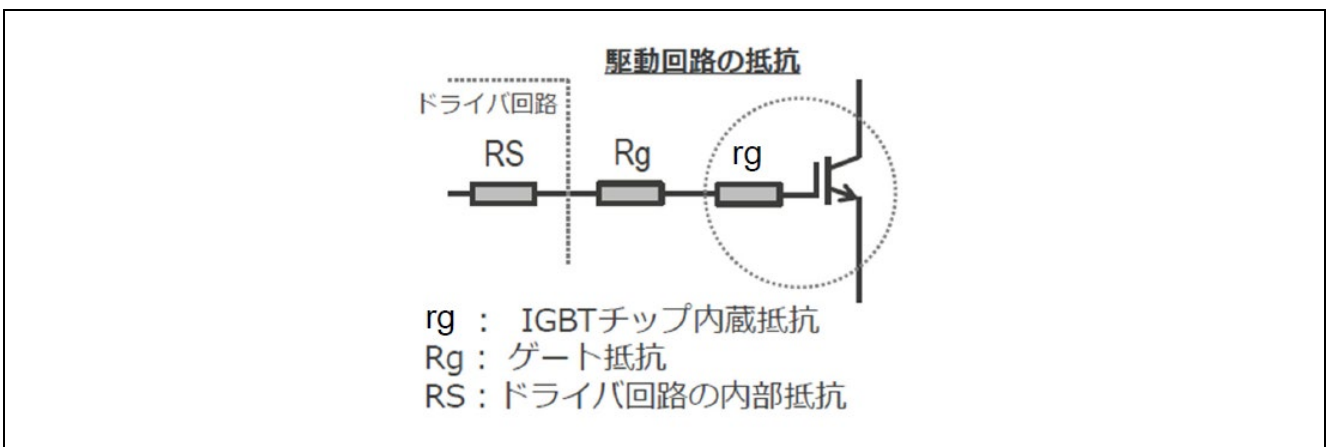 駆動回路の抵抗
ドライバ回路
RS Rg rg
rg : IGBTチップ内蔵抵抗
Rg : ゲート抵抗
RS : ドライバ回路の内部抵抗